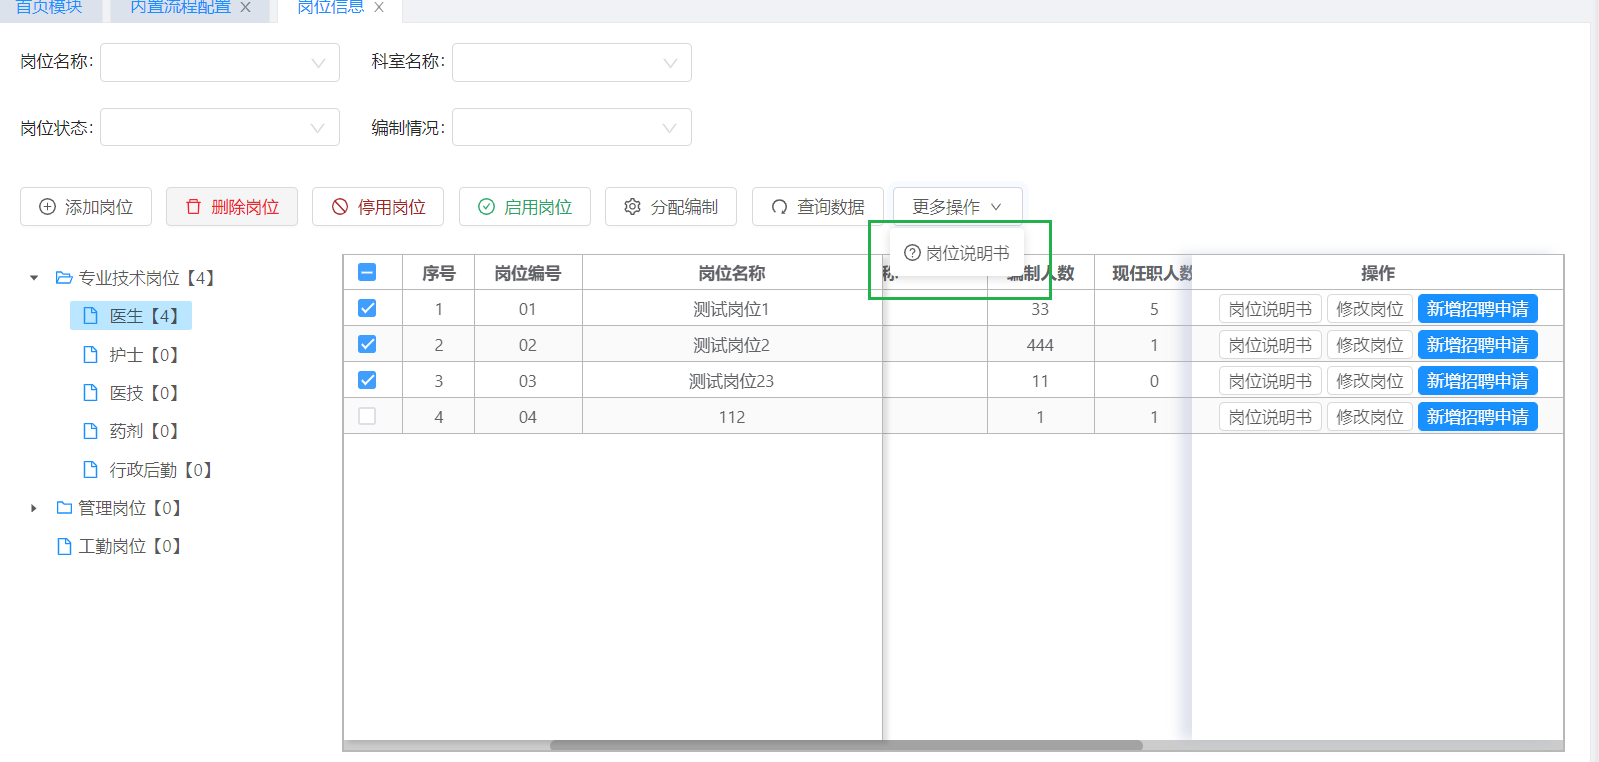 首页模块 内置流程配置 岗位信息
岗位名称: 科室名称:
岗位状态: 编制情况:
添加岗位 删除岗位 停用岗位 启用岗位 分配编制 查询数据 更多操作
岗位说明书
专业技术岗位【4】
医生【4】
护士【0】
医技【0】
药剂【0】
行政后勤【0】
管理岗位【0】
工勤岗位【0】
序号 岗位编号 岗位名称 称 编制人数 现任职人数 操作
1 01 测试岗位1 33 5 岗位说明书 修改岗位 新增招聘申请
2 02 测试岗位2 444 1 岗位说明书 修改岗位 新增招聘申请
3 03 测试岗位23 11 0 岗位说明书 修改岗位 新增招聘申请
4 04 112 1 1 岗位说明书 修改岗位 新增招聘申请